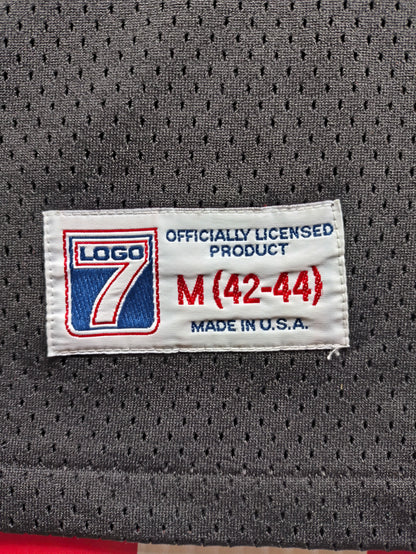 LOGO
7
OFFICIALLY LICENSED
PRODUCT
M (42-44)
MADE IN U.S.A.